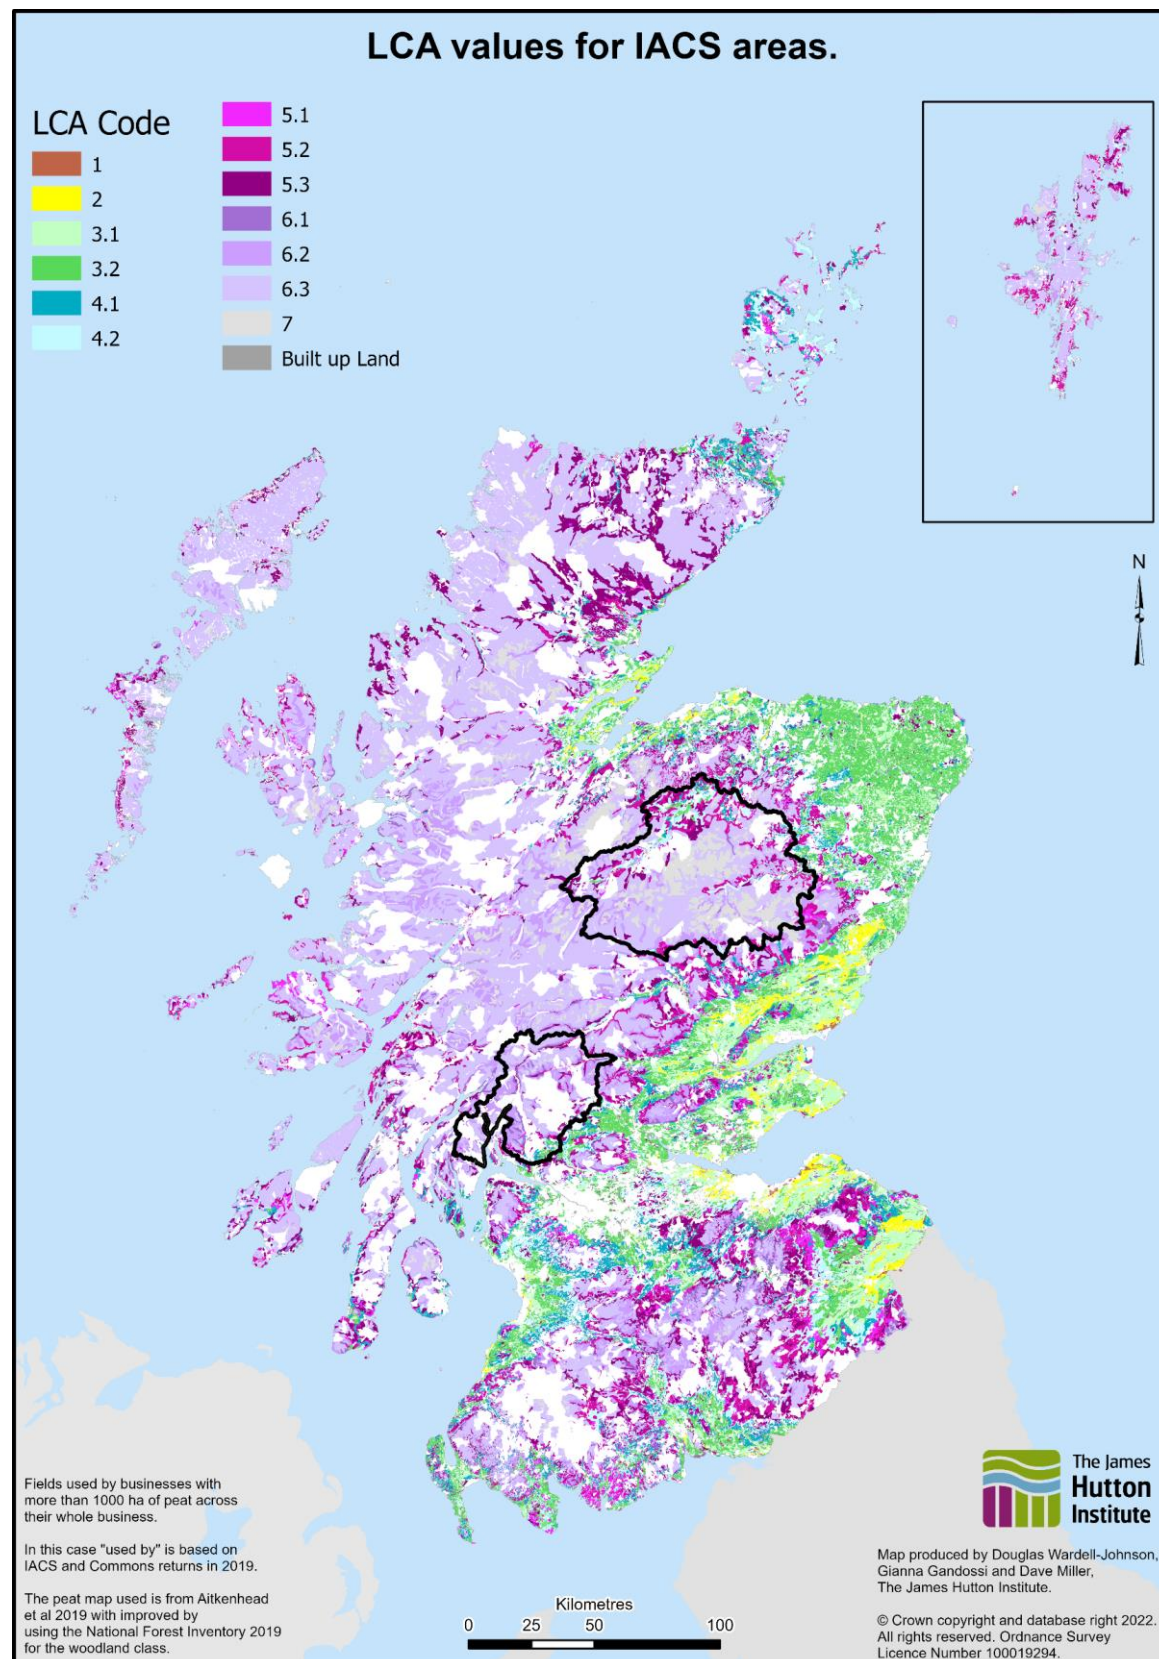 LCA values for IACS areas.
LCA Code
1
2
3.1
3.2
4.1
4.2
5.1
5.2
5.3
6.1
6.2
6.3
7
Built up Land
N
Fields used by businesses with
more than 1000 ha of peat across
their whole business.
In this case "used by" is based on
IACS and Commons returns in 2019.
The peat map used is from Aitkenhead
et al 2019 with improved by
using the National Forest Inventory 2019
for the woodland class.
Kilometres
0 25 50 100
The James
Hutton
Institute
Map produced by Douglas Wardell-Johnson,
Gianna Gandossi and Dave Miller,
The James Hutton Institute.
© Crown copyright and database right 2022.
All rights reserved. Ordnance Survey
Licence Number 100019294.